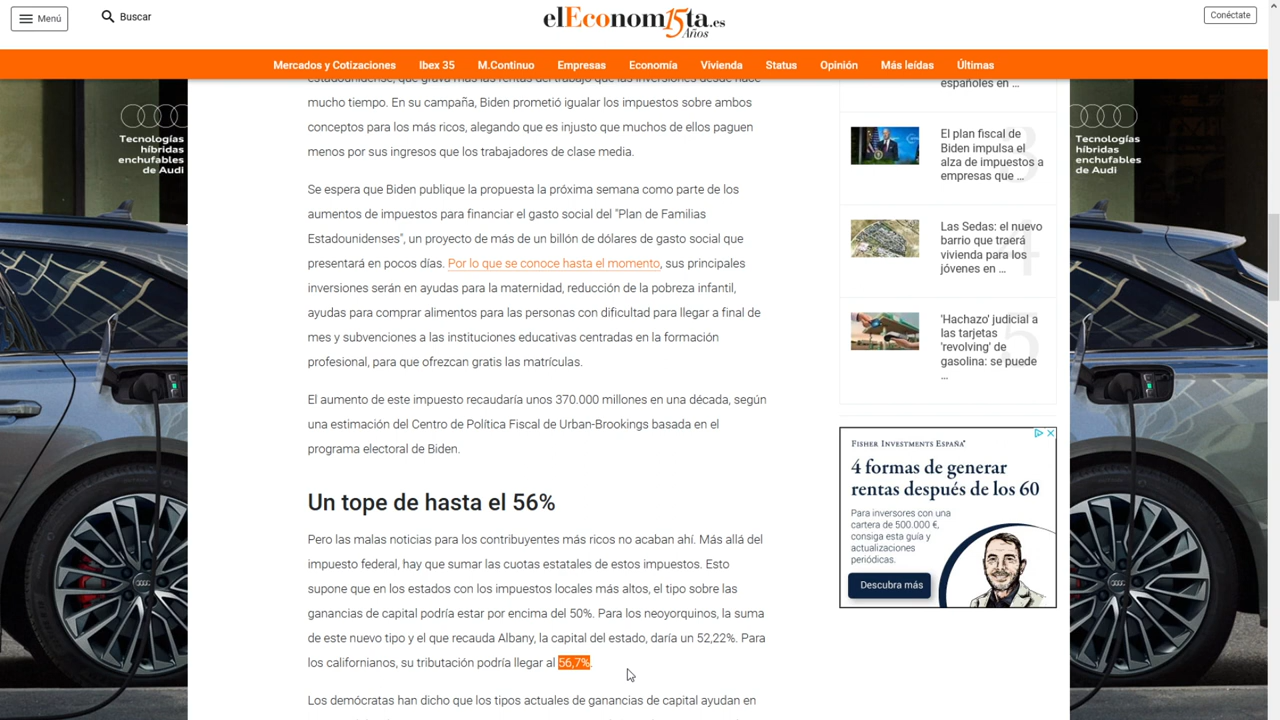 Menú
Buscar
elEconom15ta.es
Años
Conéctate
Mercados y Cotizaciones Ibex 35 M.Continuo Empresas Economía Vivienda Status Opinión Más leídas Últimas
estadounidense, que grava más las rentas del trabajo que las inversiones desde hace
mucho tiempo. En su campaña, Biden prometió igualar los impuestos sobre ambos
conceptos para los más ricos, alegando que es injusto que muchos de ellos paguen
menos por sus ingresos que los trabajadores de clase media.
Se espera que Biden publique la propuesta la próxima semana como parte de los
aumentos de impuestos para financiar el gasto social del "Plan de Familias
Estadounidenses", un proyecto de más de un billón de dólares de gasto social que
presentará en pocos días. Por lo que se conoce hasta el momento, sus principales
inversiones serán en ayudas para la maternidad, reducción de la pobreza infantil,
ayudas para comprar alimentos para las personas con dificultad para llegar a final de
mes y subvenciones a las instituciones educativas centradas en la formación
profesional, para que ofrezcan gratis las matrículas.
El aumento de este impuesto recaudaría unos 370.000 millones en una década, según
una estimación del Centro de Política Fiscal de Urban-Brookings basada en el
programa electoral de Biden.
Un tope de hasta el 56%
Pero las malas noticias para los contribuyentes más ricos no acaban ahí. Más allá del
impuesto federal, hay que sumar las cuotas estatales de estos impuestos. Esto
supone que en los estados con los impuestos locales más altos, el tipo sobre las
ganancias de capital podría estar por encima del 50%. Para los neoyorquinos, la suma
de este nuevo tipo y el que recauda Albany, la capital del estado, daría un 52,22%. Para
los californianos, su tributación podría llegar al 56,7%.
Los demócratas han dicho que los tipos actuales de ganancias de capital ayudan en
españoles en ...
3
El plan fiscal de
Biden impulsa el
alza de impuestos a
empresas que ...
4
Las Sedas: el nuevo
barrio que traerá
vivienda para los
jóvenes en ...
5
'Hachazo' judicial a
las tarjetas
'revolving' de
gasolina: se puede
...
FISHER INVESTMENTS ESPAÑA
4 formas de generar
rentas después de los 60
Para inversores con una
cartera de 500.000 €,
consiga esta guía y
actualizaciones
periódicas.
Descubra más
Tecnologías
híbridas
enchufables
de Audi
Tecnologías
híbridas
enchufables
de Audi